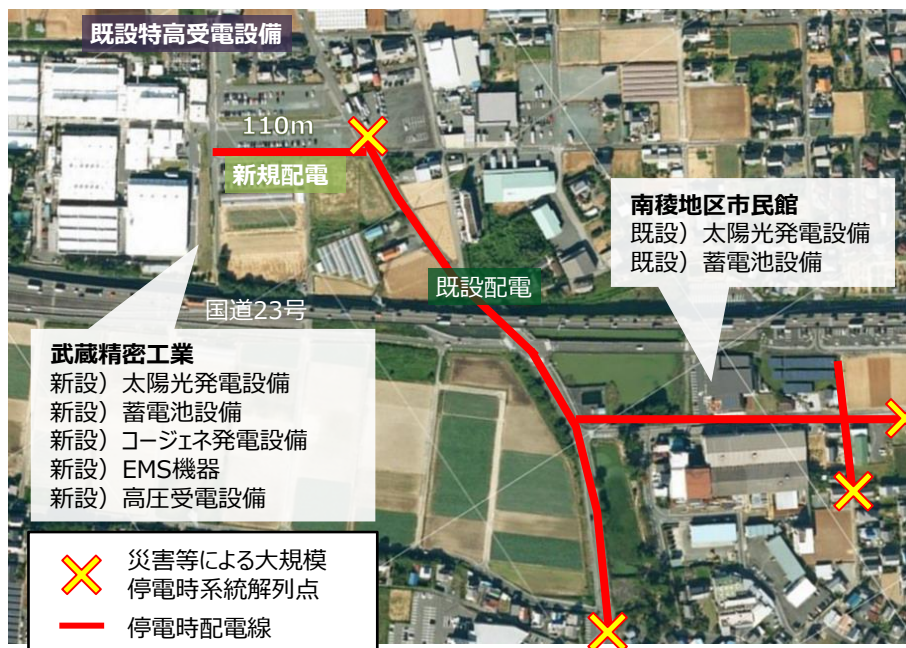 既設特高受電設備
110m
新規配電
南稜地区市民館
既設）太陽光発電設備
既設）蓄電池設備
既設配電
国道23号
武蔵精密工業
新設）太陽光発電設備
新設）蓄電池設備
新設）コージェネ発電設備
新設）EMS機器
新設）高圧受電設備
災害等による大規模
停電時系統解列点
停電時配電線